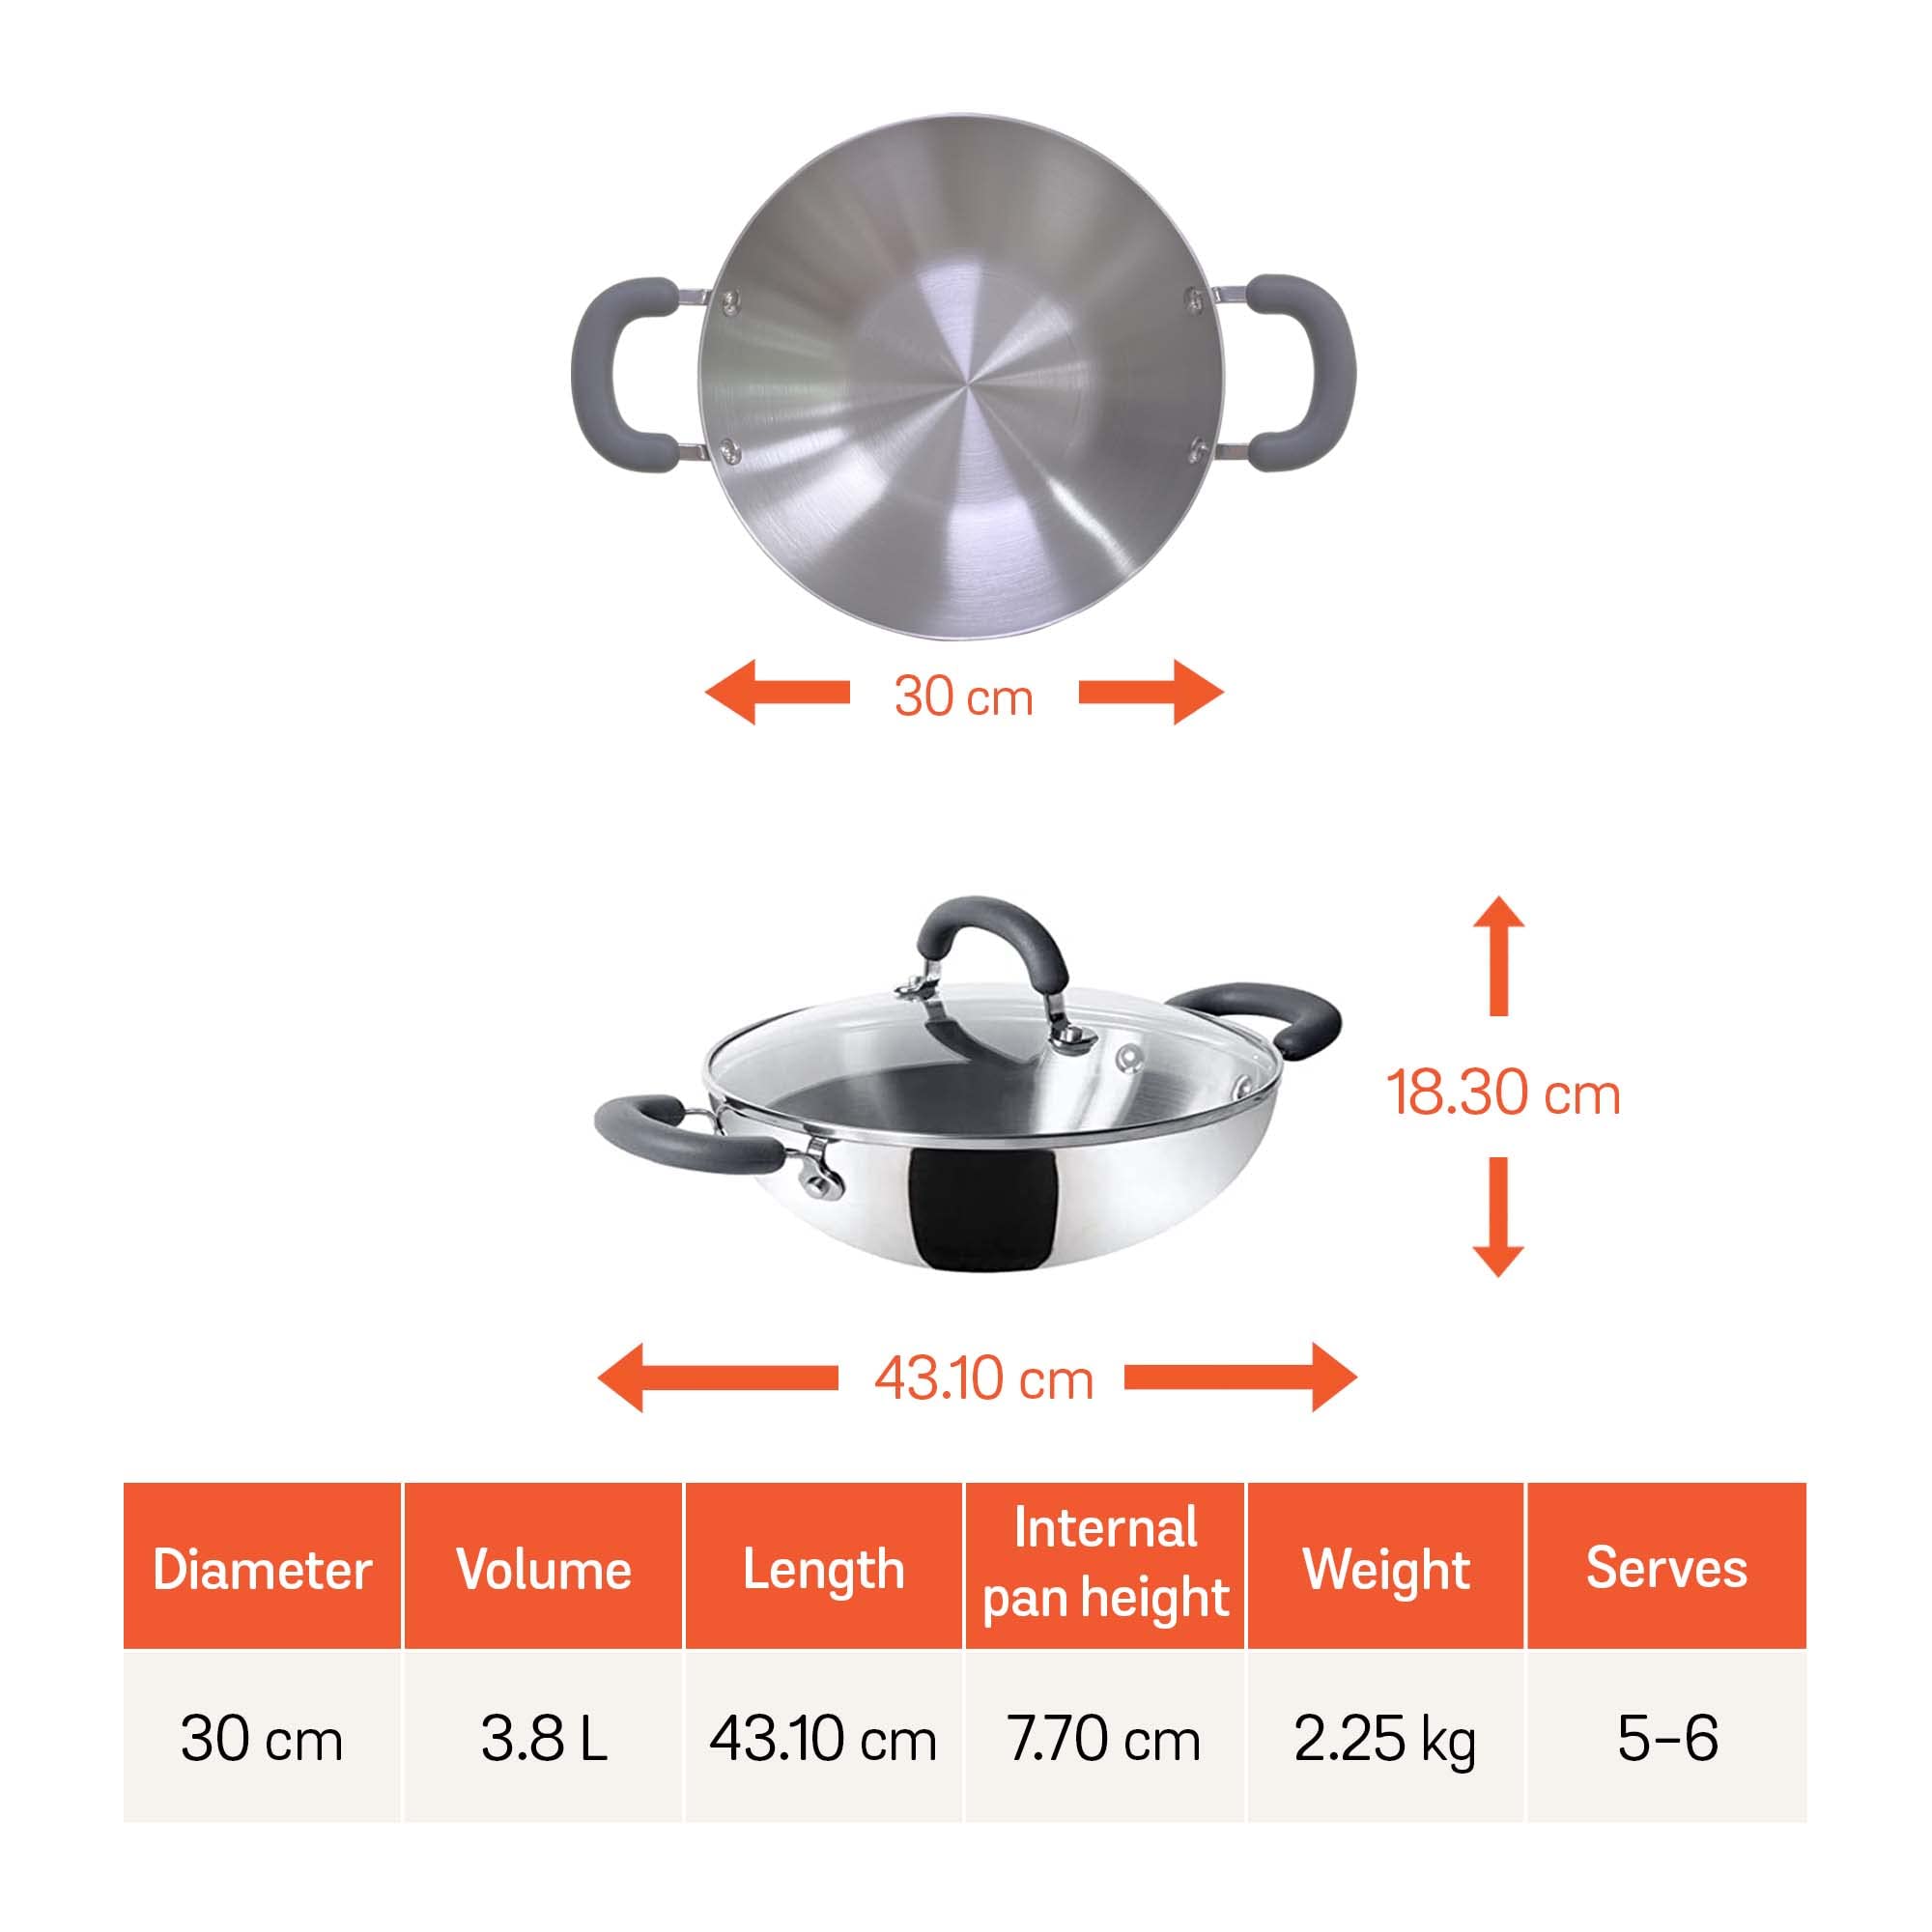 30 cm
18.30 cm
43.10 cm
Diameter Volume Length Internal pan height Weight Serves
30 cm 3.8 L 43.10 cm 7.70 cm 2.25 kg 5–6